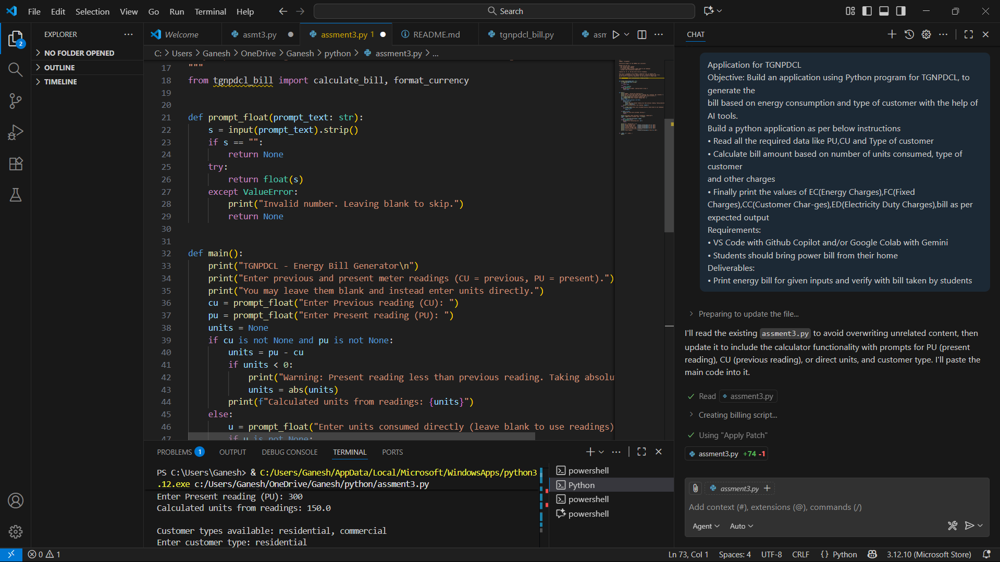 File Edit Selection View Go Run Terminal Help
Search
EXPLORER
2
NO FOLDER OPENED
OUTLINE
TIMELINE
Welcome
asmt3.py
assment3.py 1
README.md
tgnpdcl_bill.py
C: > Users > Ganesh > OneDrive > Ganesh > python > assment3.py > ...
17 """
18 from tgnpdcl_bill import calculate_bill, format_currency
19
20
21 def prompt_float(prompt_text: str):
22 s = input(prompt_text).strip()
23 if s == "":
24 return None
25 try:
26 return float(s)
27 except ValueError:
28 print("Invalid number. Leaving blank to skip.")
29 return None
30
31
32 def main():
33 print("TGNPDCL - Energy Bill Generator\n")
34 print("Enter previous and present meter readings (CU = previous, PU = present).")
35 print("You may leave them blank and instead enter units directly.")
36 cu = prompt_float("Enter Previous reading (CU): ")
37 pu = prompt_float("Enter Present reading (PU): ")
38 units = None
39 if cu is not None and pu is not None:
40 units = pu - cu
41 if units < 0:
42 print("Warning: Present reading less than previous reading. Taking
43 units = abs(units)
44 print(f"Calculated units from readings: {units}")
45 else:
46 u = prompt_float("Enter units consumed directly (leave blank to use readings)
47 if u is not None:
PROBLEMS 1 OUTPUT DEBUG CONSOLE TERMINAL PORTS
PS C:\Users\Ganesh> & C:/Users/Ganesh/AppData/Local/Microsoft/WindowsApps/python3
.12.exe c:/Users/Ganesh/OneDrive/Ganesh/python/assment3.py
Enter Present reading (PU): 300
Calculated units from readings: 150.0
Customer types available: residential, commercial
Enter customer type: residential
powershell
Python
powershell
powershell
CHAT
Application for TGNPDCL
Objective: Build an application using Python program for TGNPDCL, to
generate the
bill based on energy consumption and type of customer with the help of
AI tools.
Build a python application as per below instructions
• Read all the required data like PU,CU and Type of customer
• Calculate bill amount based on number of units consumed, type of
customer
and other charges
• Finally print the values of EC(Energy Charges),FC(Fixed
Charges),CC(Customer Char-ges),ED(Electricity Duty Charges),bill as per
expected output
Requirements:
• VS Code with Github Copilot and/or Google Colab with Gemini
• Students should bring power bill from their home
Deliverables:
• Print energy bill for given inputs and verify with bill taken by students
Preparing to update the file...
I'll read the existing assment3.py to avoid overwriting unrelated content, then
update it to include the calculator functionality with prompts for PU (present
reading), CU (previous reading), or direct units, and customer type. I'll paste the
main code into it.
Read assment3.py
Creating billing script...
Using "Apply Patch"
assment3.py +74 -1
assment3.py
Add context (#), extensions (@), commands (/)
Agent Auto
0 1
Ln 73, Col 1 Spaces: 4 UTF-8 CRLF {} Python 3.12.10 (Microsoft Store)